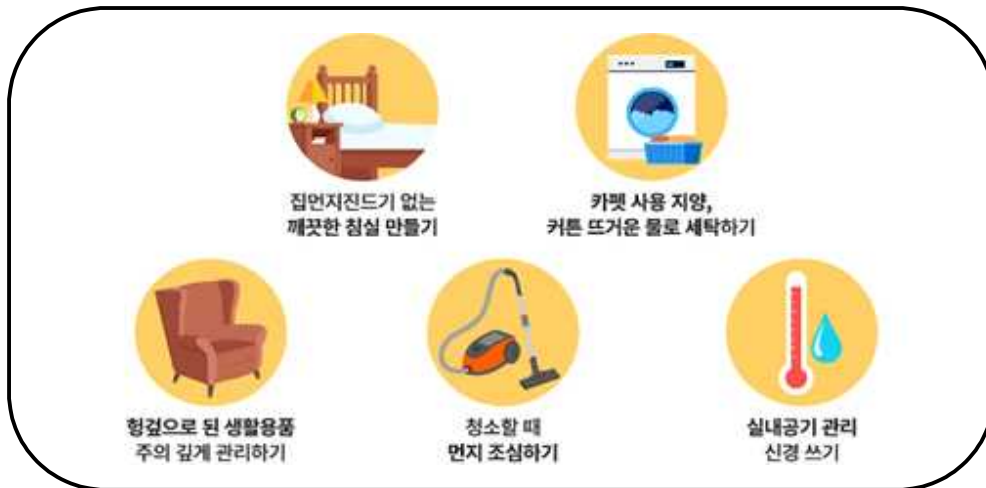 집먼지진드기 없는
깨끗한 침실 만들기
카펫 사용 지양,
커튼 뜨거운 물로 세탁하기
헝겊으로 된 생활용품
주의 깊게 관리하기
청소할 때
먼지 조심하기
실내공기 관리
신경 쓰기